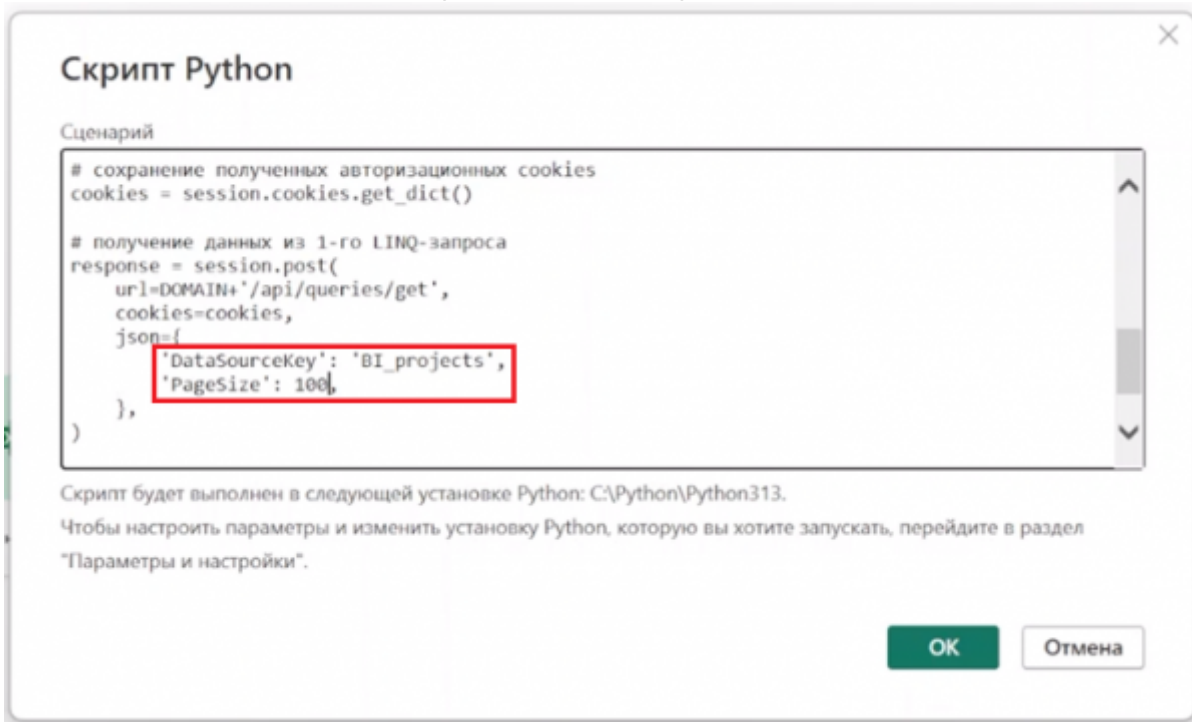 Скрипт Python
Сценарий
# сохранение полученных авторизационных cookies
cookies = session.cookies.get_dict()
# получение данных из 1-го LINQ-запроса
response = session.post(
url=DOMAIN+'/api/queries/get',
cookies=cookies,
json={
'DataSourceKey': 'BI_projects',
'PageSize': 100,
},
)
Скрипт будет выполнен в следующей установке Python: C:\Python\Python313.
Чтобы настроить параметры и изменить установку Python, которую вы хотите запускать, перейдите в раздел
"Параметры и настройки".
ОК Отмена